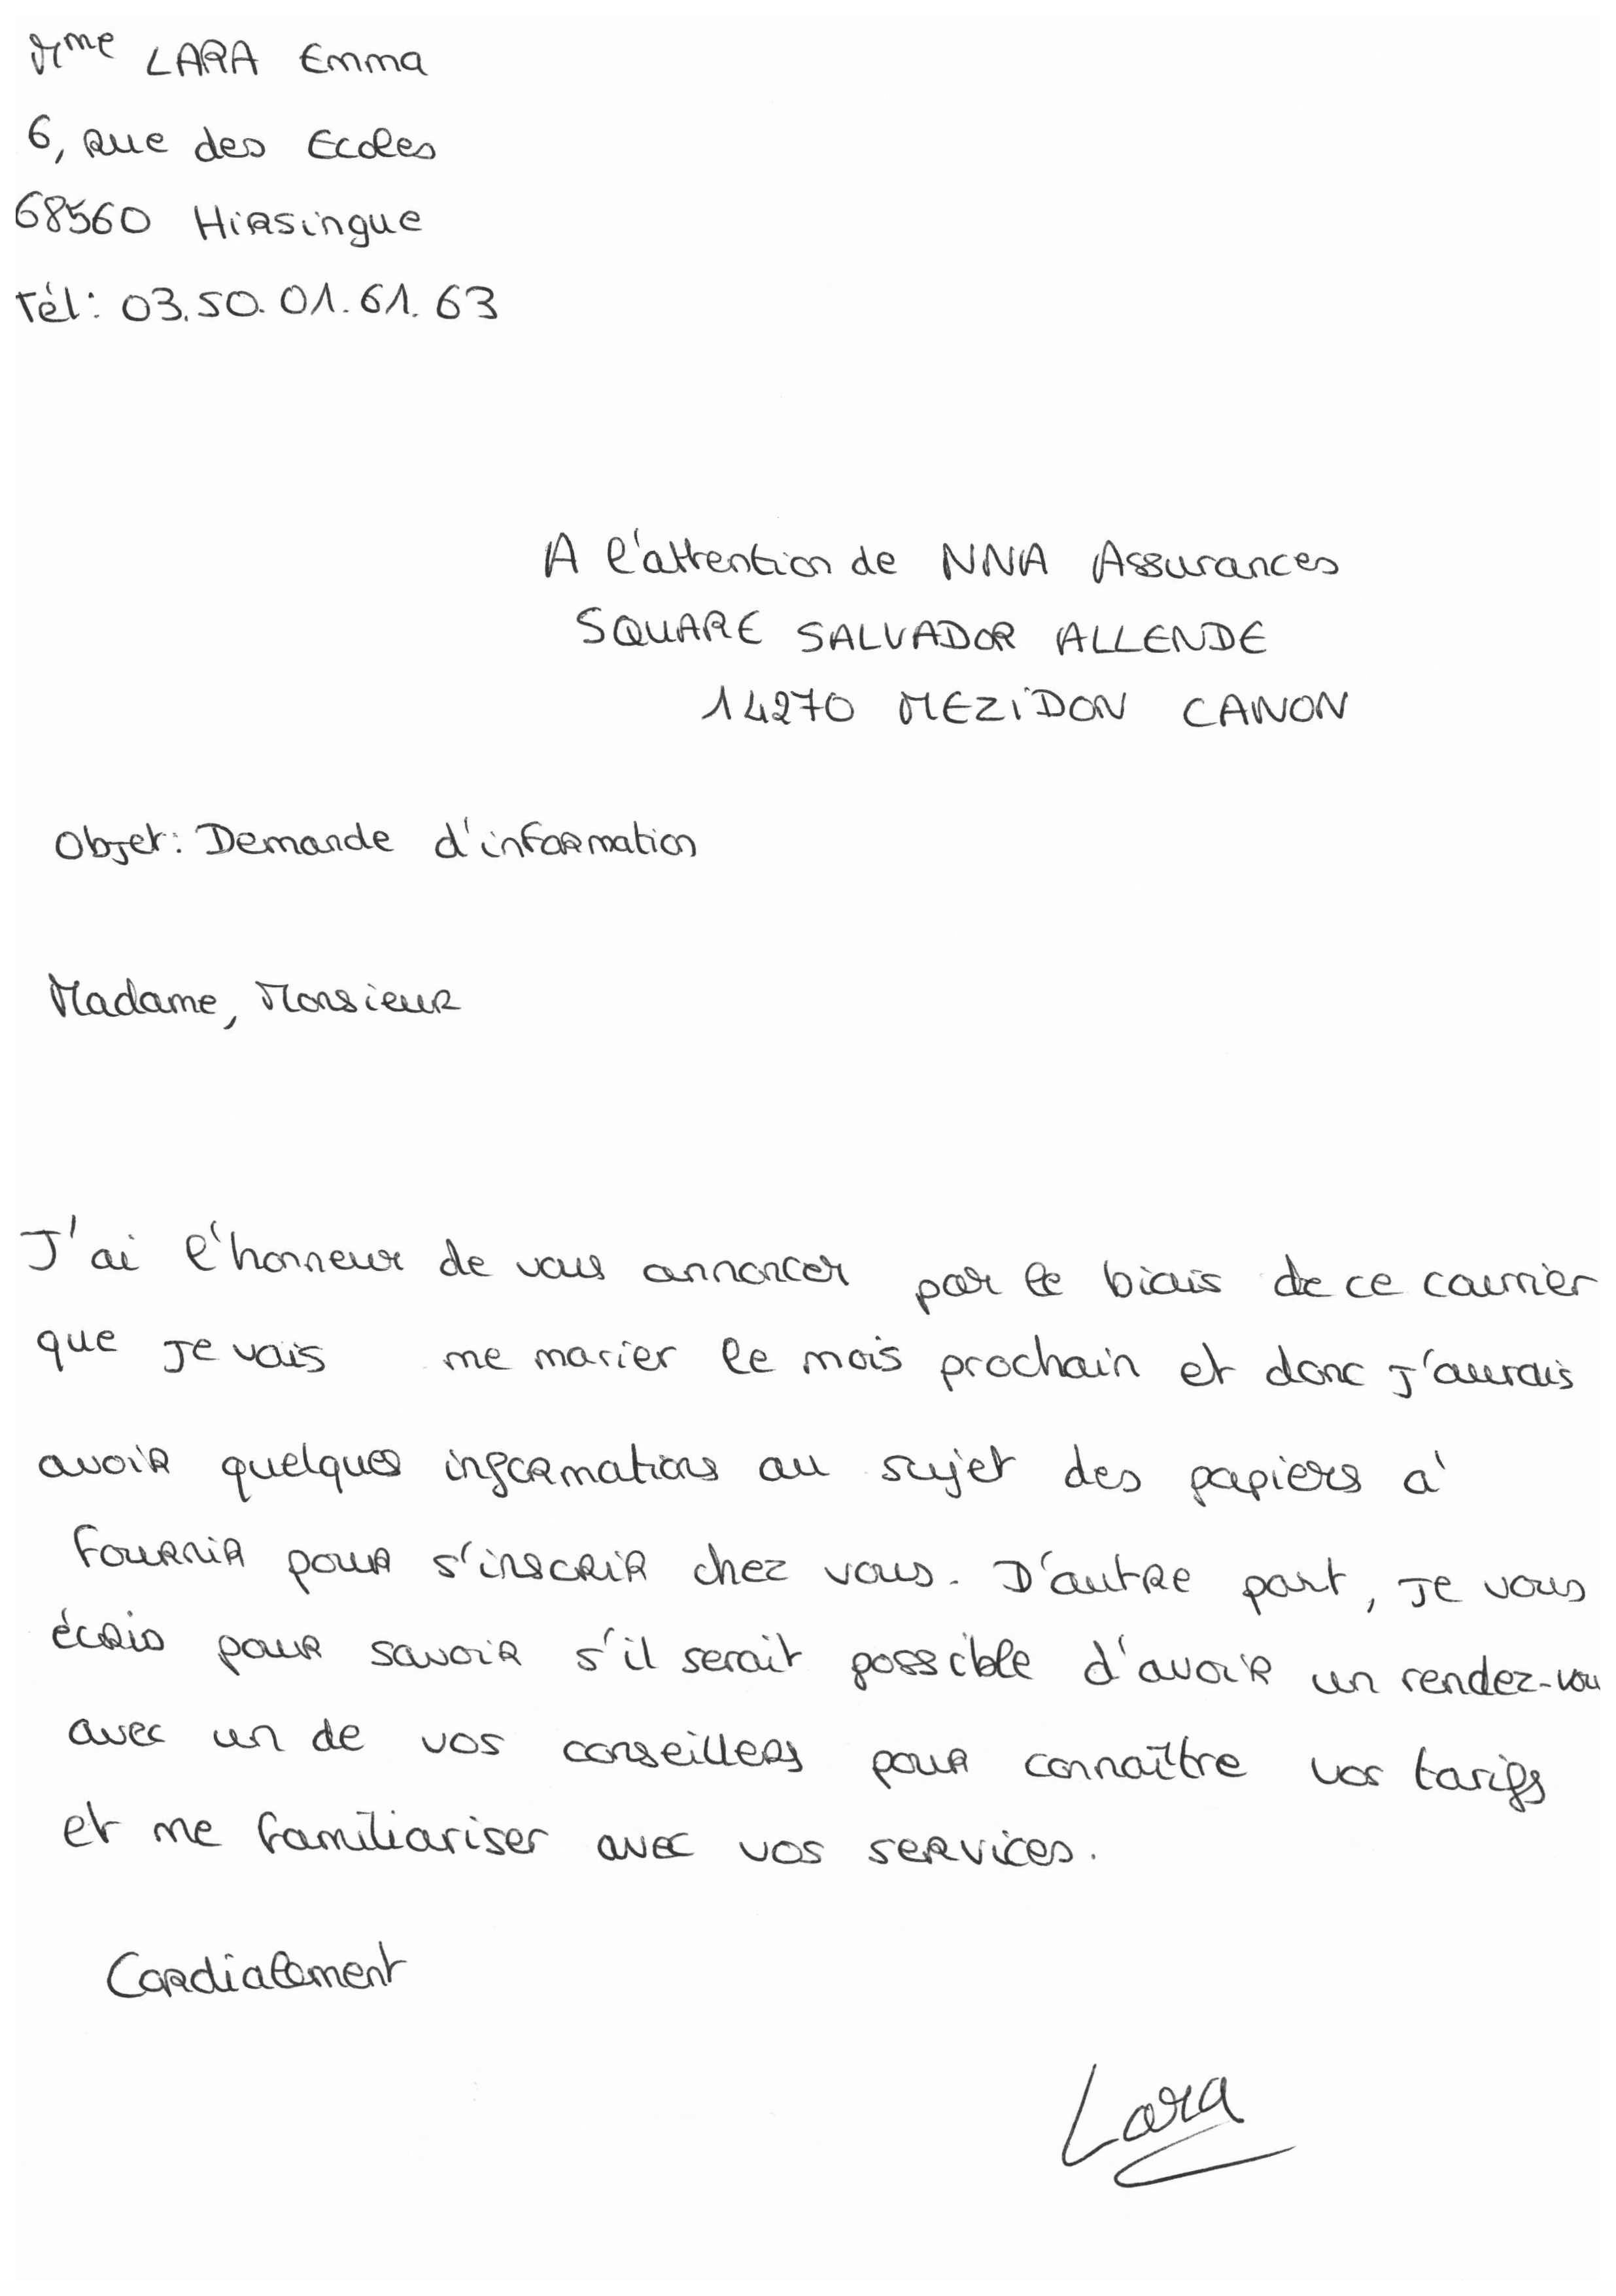 Mme LARA Emma
6, Rue des Ecoles
68560 Hirsingue
Tél: 03.50.01.61.63
A l'attention de NNA Assurances
SQUARE SALVADOR ALLENDE
14270 MEZIDON CANON
Objet: Demande d'information
Madame, Monsieur
J'ai l'honneur de vous annoncer par le biais de ce courrier
que je vais me marier le mois prochain et donc j'aurais
avoir quelques informations au sujet des papiers à
fournir pour s'inscrir chez vous. D'autre part, je vous
écris pour savoir s'il serait possible d'avoir un rendez-vou
avec un de vos conseillers pour connaître vos tarifs
et me familiariser avec vos services.
Cordialement
Lara